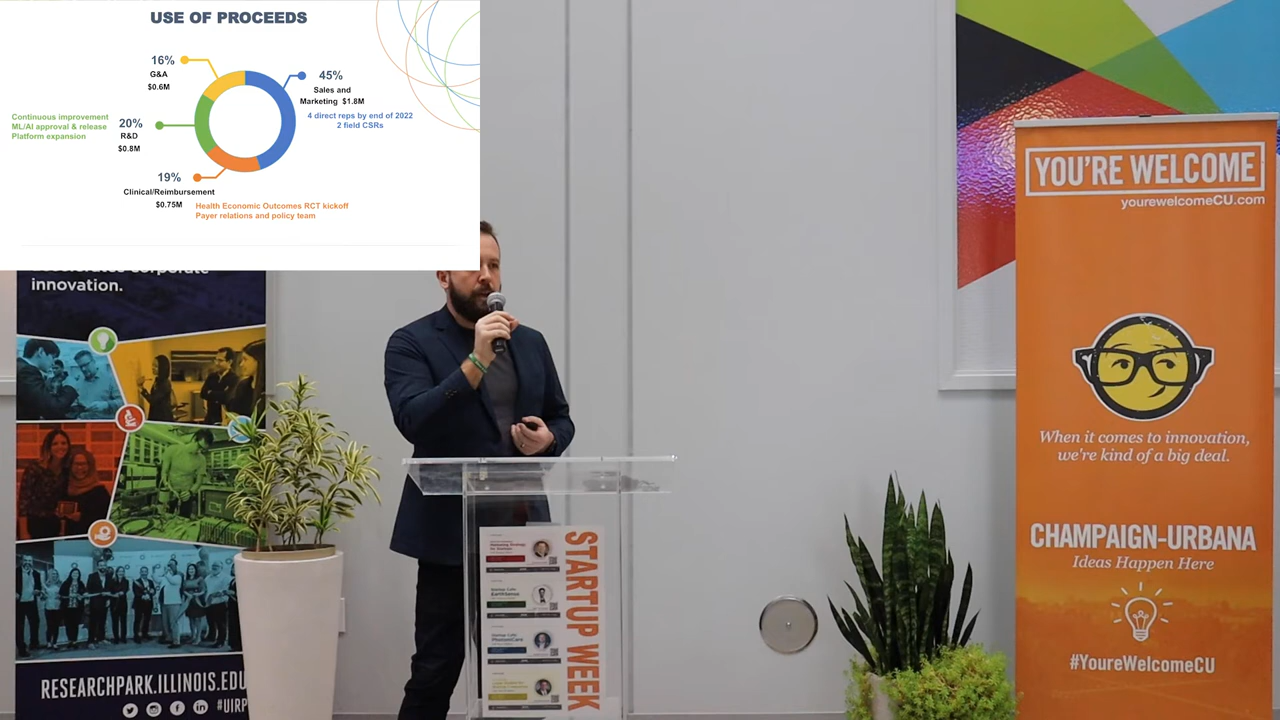 USE OF PROCEEDS
16%
G&A
$0.6M
45%
Sales and
Marketing $1.8M
4 direct reps by end of 2022
2 field CSRs
Continuous improvement
ML/AI approval & release
Platform expansion
20%
R&D
$0.8M
19%
Clinical/Reimbursement
$0.75M
Health Economic Outcomes RCT kickoff
Payer relations and policy team
innovation.
RESEARCHPARK.ILLINOIS.EDU
#UIRP
STARTUP WEEK
YOU'RE WELCOME
yourewelcomeCU.com
When it comes to innovation,
we're kind of a big deal.
CHAMPAIGN-URBANA
Ideas Happen Here
#YoureWelcomeCU